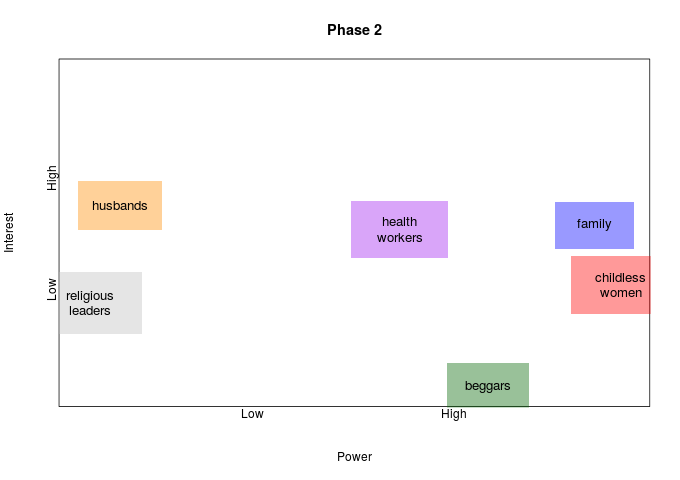 Phase 2
High
husbands
health
workers
family
Interest
childless
women
Low
religious
leaders
beggars
Low
High
Power